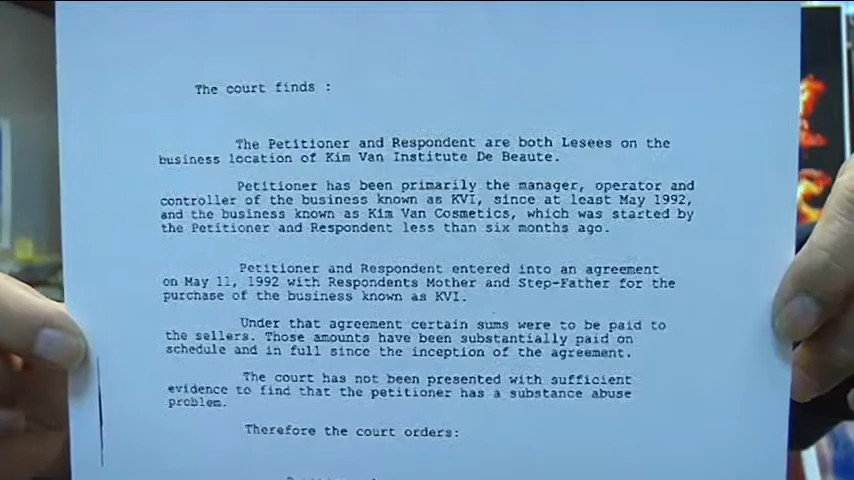 The court finds :
The Petitioner and Respondent are both Lesees on the
business location of Kim Van Institute De Beaute.
Petitioner has been primarily the manager, operator and
controller of the business known as KVI, since at least May 1992,
and the business known as Kim Van Cosmetics, which was started by
the Petitioner and Respondent less than six months ago.
Petitioner and Respondent entered into an agreement
on May 11, 1992 with Respondents Mother and Step-Father for the
purchase of the business known as KVI.
Under that agreement certain sums were to be paid to
the sellers. Those amounts have been substantially paid on
schedule and in full since the inception of the agreement.
The court has not been presented with sufficient
evidence to find that the petitioner has a substance abuse
problem.
Therefore the court orders: